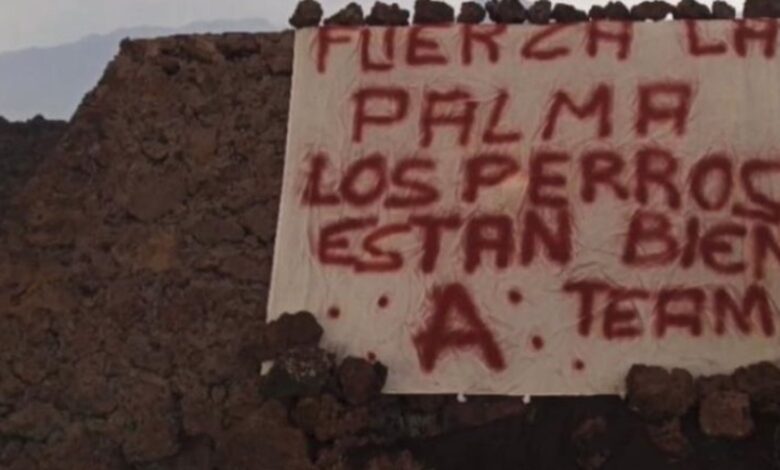 FUERZA LA
PALMA
LOS PERROS
ESTAN BIEN
A TEAM